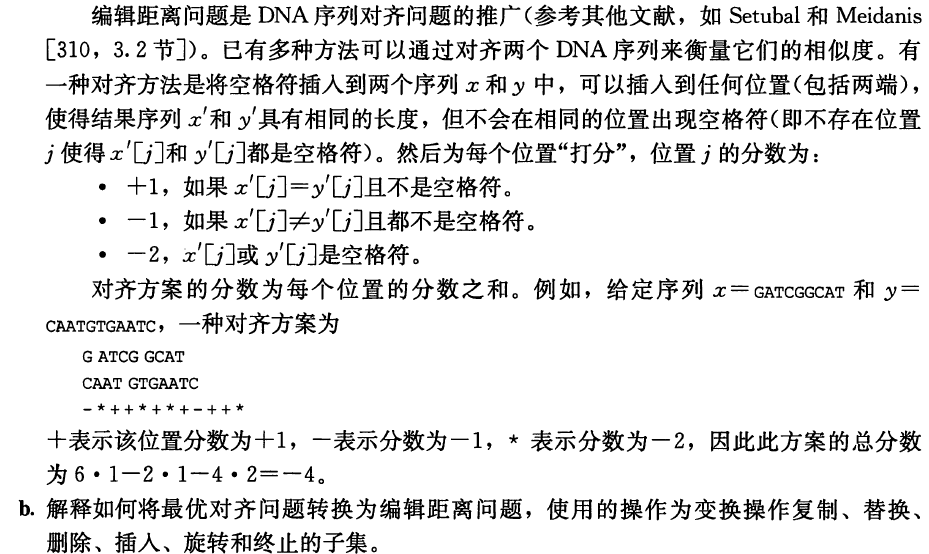 编辑距离问题是 DNA 序列对齐问题的推广(参考其他文献，如 Setubal 和 Meidanis
[310，3.2 节])。已有多种方法可以通过对齐两个 DNA 序列来衡量它们的相似度。有
一种对齐方法是将空格符插入到两个序列 x 和 y 中，可以插入到任何位置(包括两端)，
使得结果序列 x′和 y′具有相同的长度，但不会在相同的位置出现空格符(即不存在位置
j 使得 x′[j]和 y′[j]都是空格符)。然后为每个位置“打分”，位置 j 的分数为：
• +1，如果 x′[j]=y′[j]且不是空格符。
• −1，如果 x′[j]≠y′[j]且都不是空格符。
• −2，x′[j]或 y′[j]是空格符。
对齐方案的分数为每个位置的分数之和。例如，给定序列 x=GATCGGCAT 和 y=
CAATGTGAATC，一种对齐方案为
G ATCG GCAT
CAAT GTGAATC
-*++*+*+-++*
+表示该位置分数为+1，−表示分数为−1，* 表示分数为−2，因此此方案的总分数
为 6·1−2·1−4·2=−4。
b. 解释如何将最优对齐问题转换为编辑距离问题，使用的操作为变换操作复制、替换、
删除、插入、旋转和终止的子集。